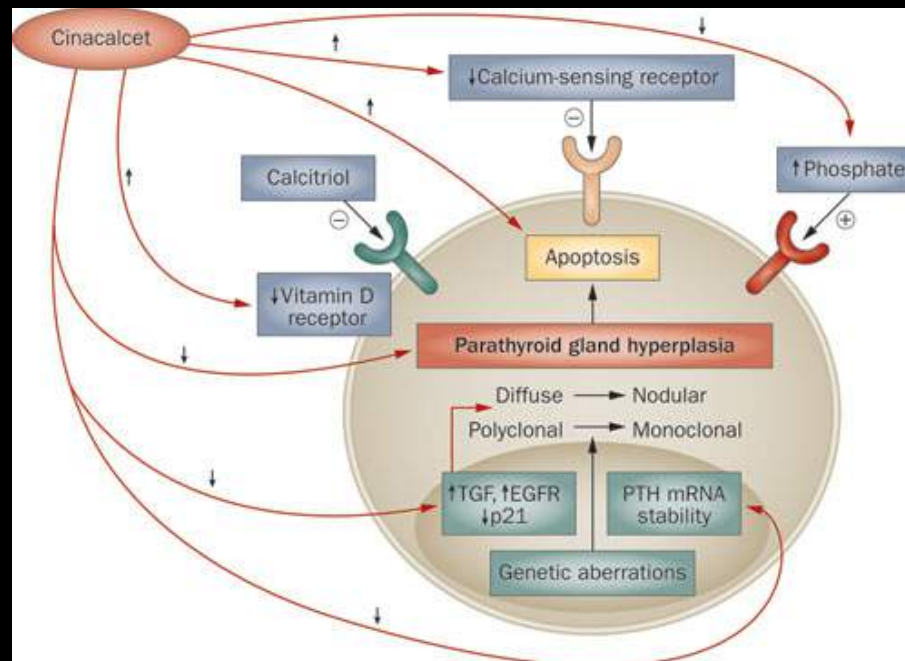 Cinacalcet
↑
↓
↓Calcium-sensing receptor
↑
⊖
↑
Calcitriol
↑Phosphate
⊖
⊕
Apoptosis
↓Vitamin D
receptor
Parathyroid gland hyperplasia
↓
Diffuse → Nodular
Polyclonal → Monoclonal
↓
↑TGF, ↑EGFR
↓p21
PTH mRNA
stability
Genetic aberrations
↓